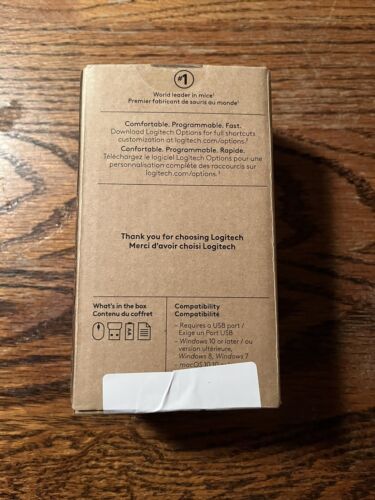 #1
World leader in mice¹
Premier fabricant de souris au monde¹
Comfortable. Programmable. Fast.
Download Logitech Options for full shortcuts
customization at logitech.com/options.²
Confortable. Programmable. Rapide.
Téléchargez le logiciel Logitech Options pour une
personnalisation complète des raccourcis sur
logitech.com/options.²
Thank you for choosing Logitech
Merci d'avoir choisi Logitech
What's in the box
Contenu du coffret
Compatibility
Compatibilité
– Requires a USB port /
Exige un Port USB
– Windows 10 or later / ou
version ultérieure,
Windows 8, Windows 7
– macOS 10.10